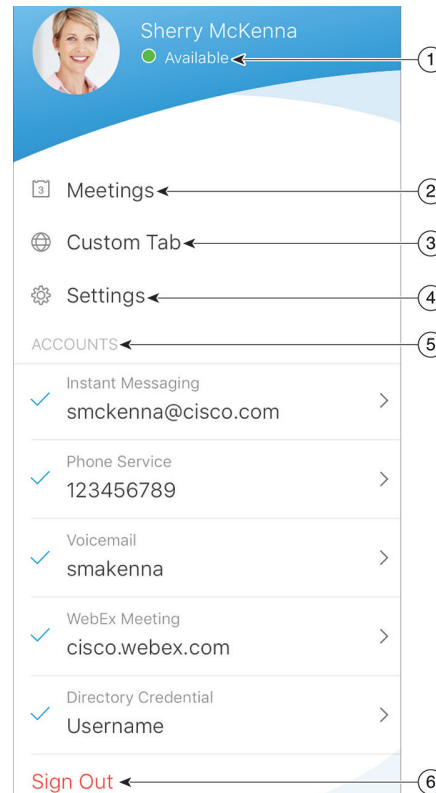 Sherry McKenna
Available
1
3
Meetings
2
Custom Tab
3
Settings
4
ACCOUNTS
5
Instant Messaging
smckenna@cisco.com
Phone Service
123456789
Voicemail
smakenna
WebEx Meeting
cisco.webex.com
Directory Credential
Username
Sign Out
6